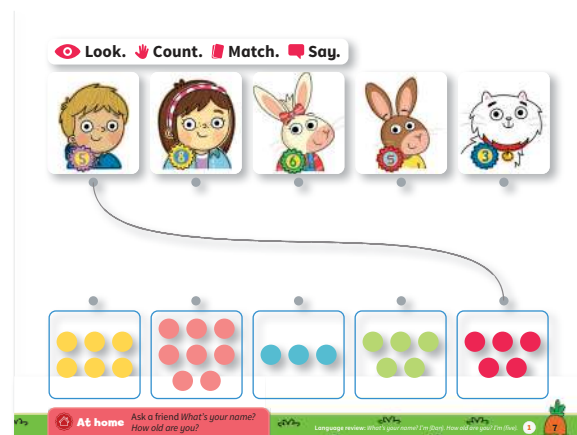 Look. Count. Match. Say.
5 8 6 5 3
At home Ask a friend What's your name?
How old are you?
Language review: What's your name? I'm (Dan). How old are you? I'm (five). 1 7